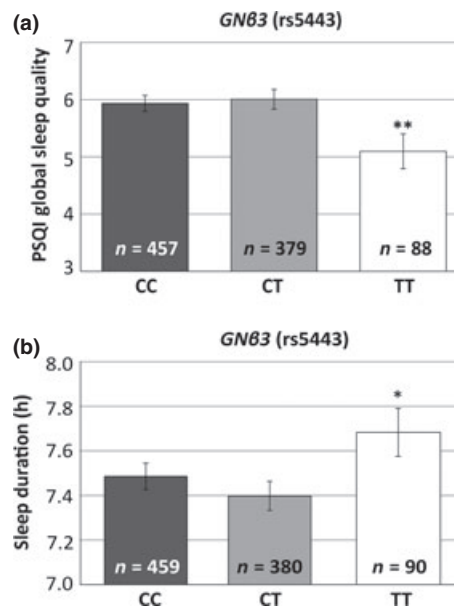 (a)
GNβ3 (rs5443)
PSQI global sleep quality
7
6
5
4
3
**
n = 457
n = 379
n = 88
CC
CT
TT
(b)
GNβ3 (rs5443)
Sleep duration (h)
8.0
7.8
7.6
7.4
7.2
7.0
*
n = 459
n = 380
n = 90
CC
CT
TT